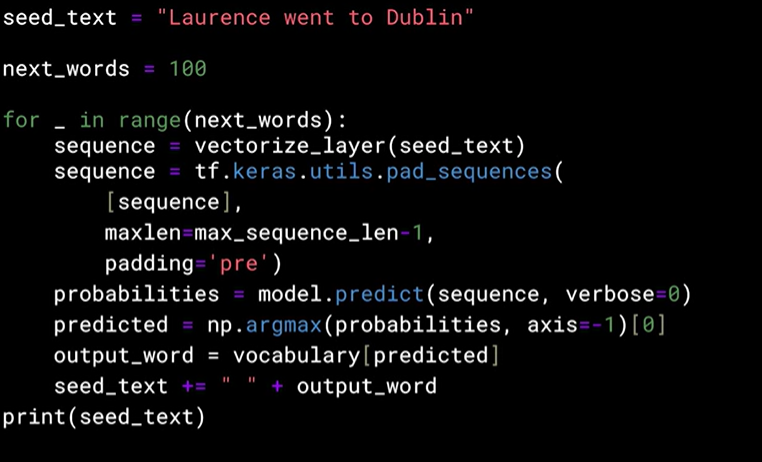 seed_text = "Laurence went to Dublin"
next_words = 100
for _ in range(next_words):
    sequence = vectorize_layer(seed_text)
    sequence = tf.keras.utils.pad_sequences(
        [sequence],
        maxlen=max_sequence_len-1,
        padding='pre')
    probabilities = model.predict(sequence, verbose=0)
    predicted = np.argmax(probabilities, axis=-1)[0]
    output_word = vocabulary[predicted]
    seed_text += " " + output_word
print(seed_text)